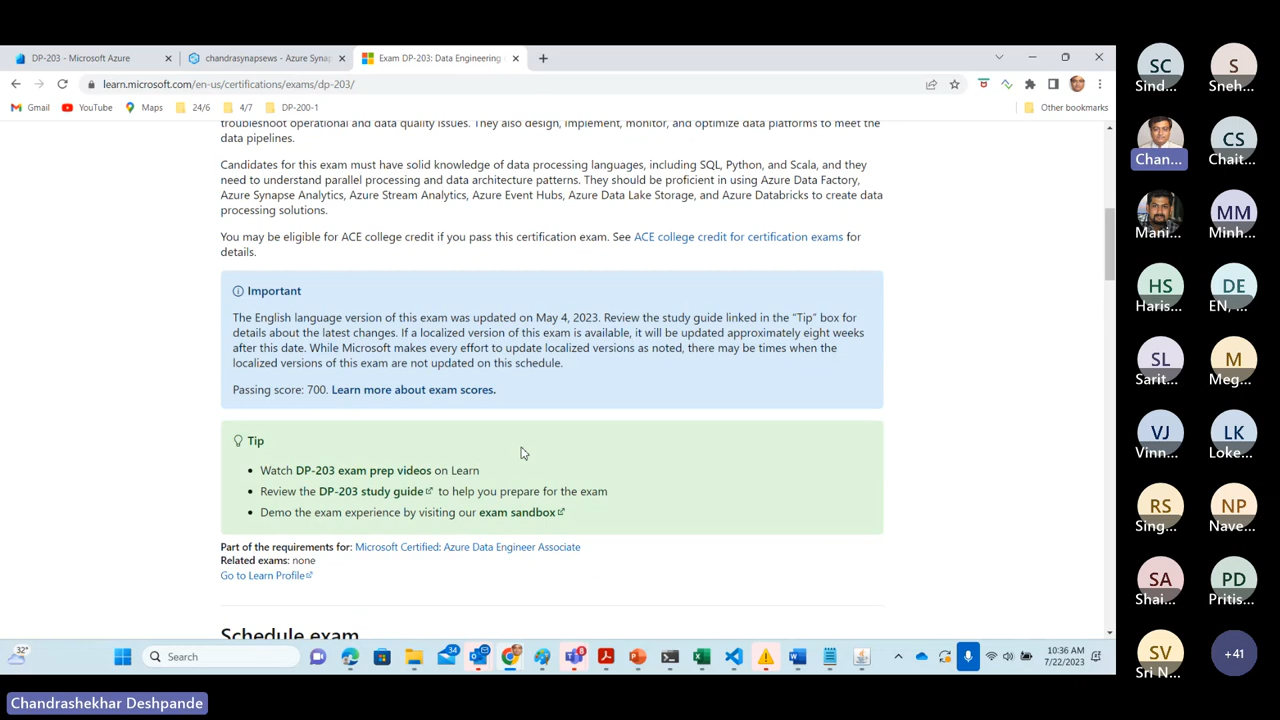 DP-203 - Microsoft Azure
chandrasynapsews - Azure Synap
Exam DP-203: Data Engineering
learn.microsoft.com/en-us/certifications/exams/dp-203/
Gmail
YouTube
Maps
24/6
4/7
DP-200-1
Other bookmarks
troubleshoot operational and data quality issues. They also design, implement, monitor, and optimize data platforms to meet the
data pipelines.
Candidates for this exam must have solid knowledge of data processing languages, including SQL, Python, and Scala, and they
need to understand parallel processing and data architecture patterns. They should be proficient in using Azure Data Factory,
Azure Synapse Analytics, Azure Stream Analytics, Azure Event Hubs, Azure Data Lake Storage, and Azure Databricks to create data
processing solutions.
You may be eligible for ACE college credit if you pass this certification exam. See ACE college credit for certification exams for
details.
Important
The English language version of this exam was updated on May 4, 2023. Review the study guide linked in the “Tip” box for
details about the latest changes. If a localized version of this exam is available, it will be updated approximately eight weeks
after this date. While Microsoft makes every effort to update localized versions as noted, there may be times when the
localized versions of this exam are not updated on this schedule.
Passing score: 700. Learn more about exam scores.
Tip
Watch DP-203 exam prep videos on Learn
Review the DP-203 study guide to help you prepare for the exam
Demo the exam experience by visiting our exam sandbox
Part of the requirements for: Microsoft Certified: Azure Data Engineer Associate
Related exams: none
Go to Learn Profile
Schedule exam
32°
Search
34
8
10:36 AM
7/22/2023
Chandrashekhar Deshpande
SC
Sind...
S
Sneh...
Chan...
CS
Chait...
Mani...
MM
Minh...
HS
Haris...
DE
EN, ...
SL
Sarit...
M
Meg...
VJ
Vinn...
LK
Loke...
RS
Sing...
NP
Nave...
SA
Shai...
PD
Pritis...
SV
Sri N...
+41